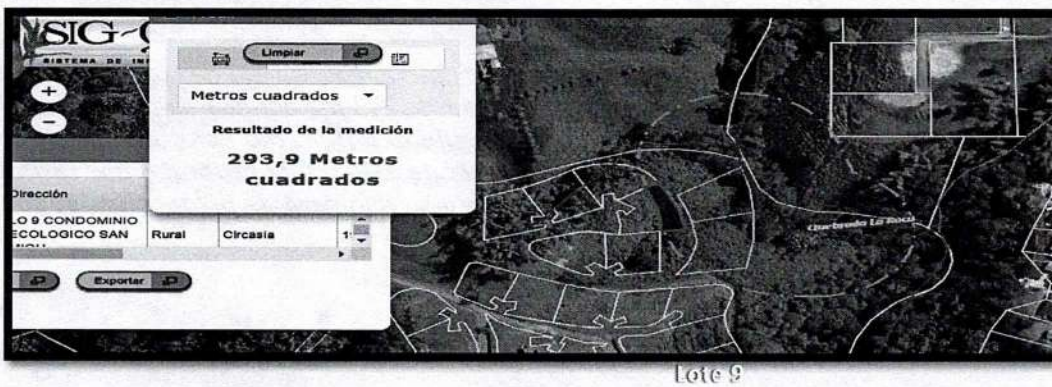 SIG~
SISTEMA DE
Limpiar
Metros cuadrados
Resultado de la medición
293,9 Metros
cuadrados
Dirección
LO 9 CONDOMINIO
ECOLOGICO SAN
Rural
Circasia
Exportar
Quebrada La Roca
Lote 9